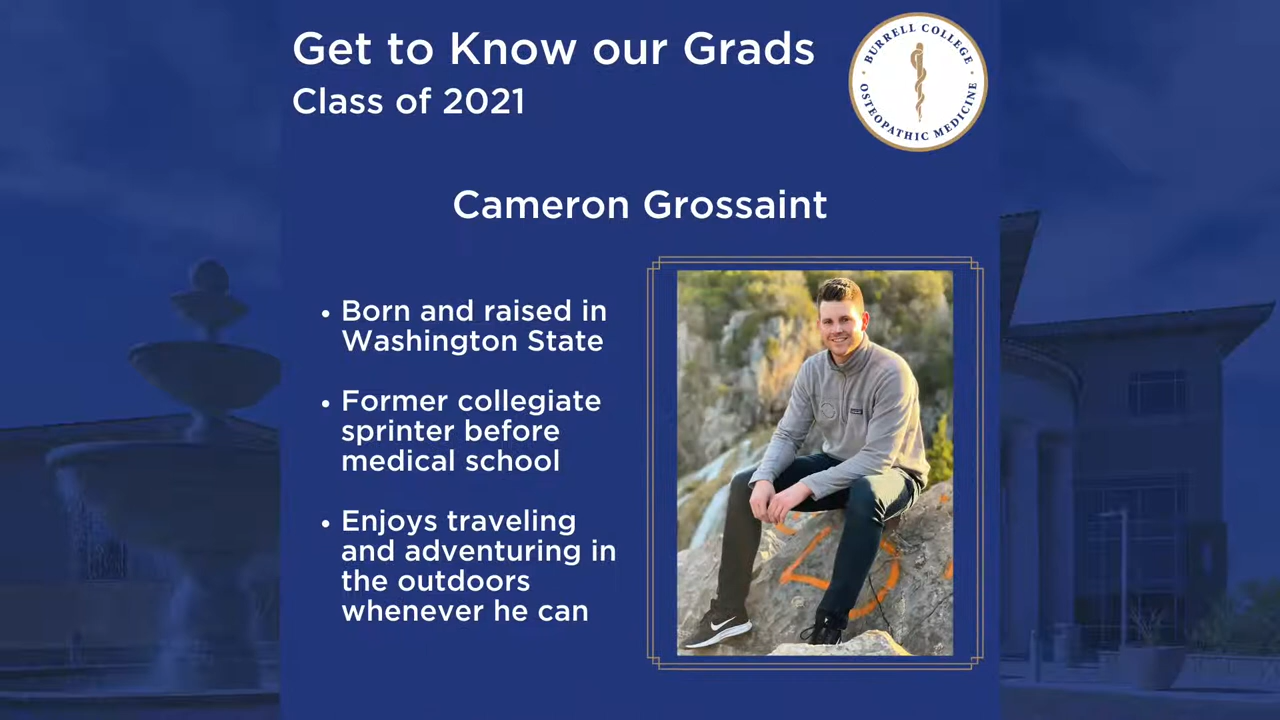 Get to Know our Grads
Class of 2021
BURRELL COLLEGE
OSTEOPATHIC MEDICINE
Cameron Grossaint
• Born and raised in
Washington State
• Former collegiate
sprinter before
medical school
• Enjoys traveling
and adventuring in
the outdoors
whenever he can